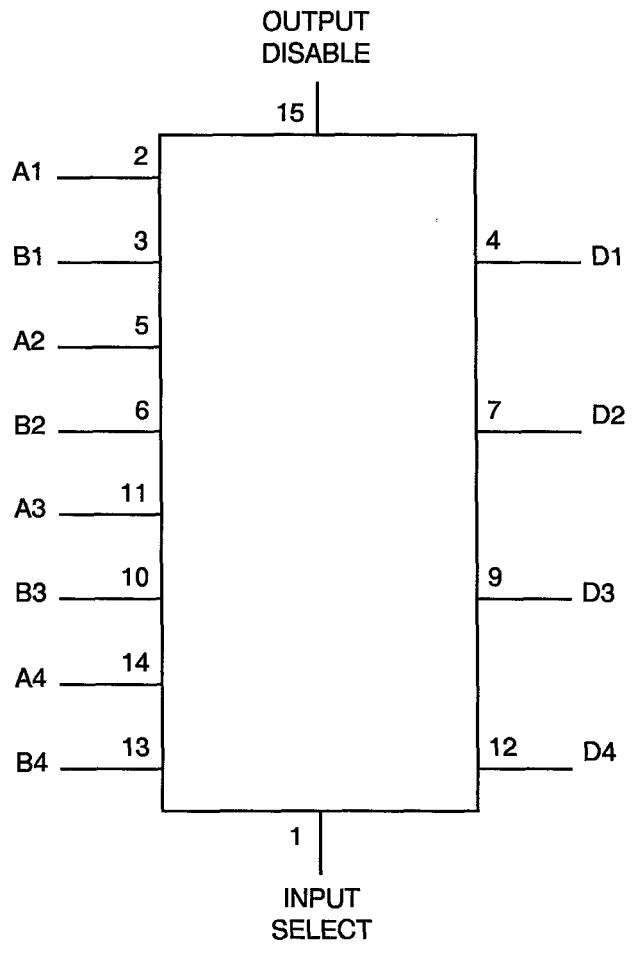 OUTPUT
DISABLE
15
A1 2
B1 3
4 D1
A2 5
B2 6
7 D2
A3 11
B3 10
9 D3
A4 14
B4 13
12 D4
1
INPUT
SELECT